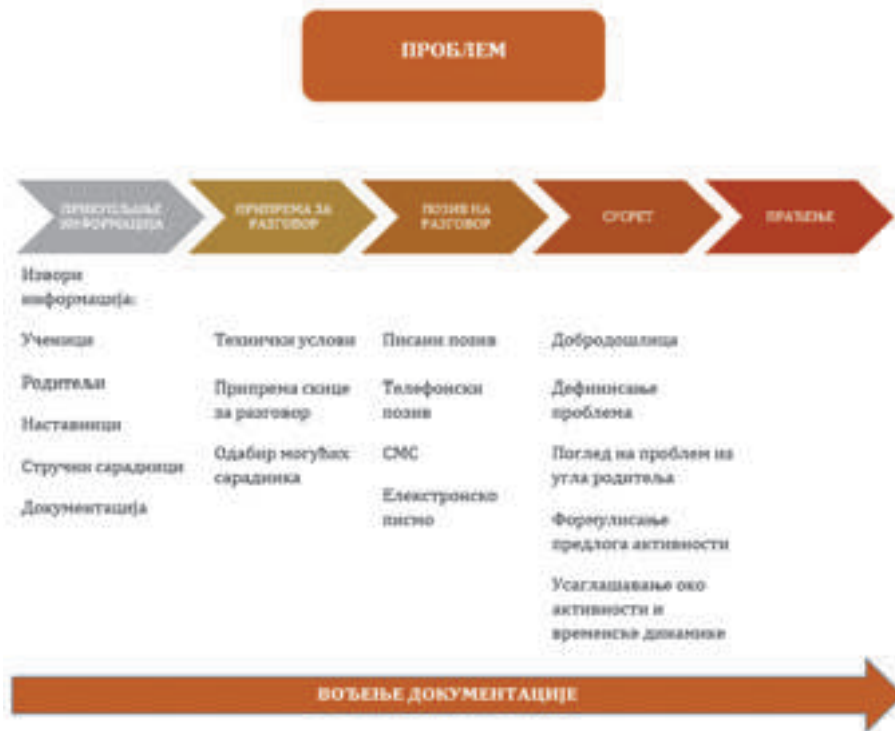 ПРОБЛЕМ
ПРИКУПЉАЊЕ
ИНФОРМАЦИЈА
ПРИПРЕМА ЗА
РАЗГОВОР
ПОЗИВ НА
РАЗГОВОР
СУСРЕТ
ПРАЋЕЊЕ
Извори
информација:
Ученици
Родитељи
Наставници
Стручни сарадници
Документација
Технички услови
Припрема скице
за разговор
Одабир могућих
сарадника
Писани позив
Телефонски
позив
СМС
Електронско
писмо
Добродошлица
Дефинисање
проблема
Поглед на проблем из
угла родитеља
Формулисање
предлога активности
Усаглашавање око
активности и
временске динамике
ВОЂЕЊЕ ДОКУМЕНТАЦИЈЕ